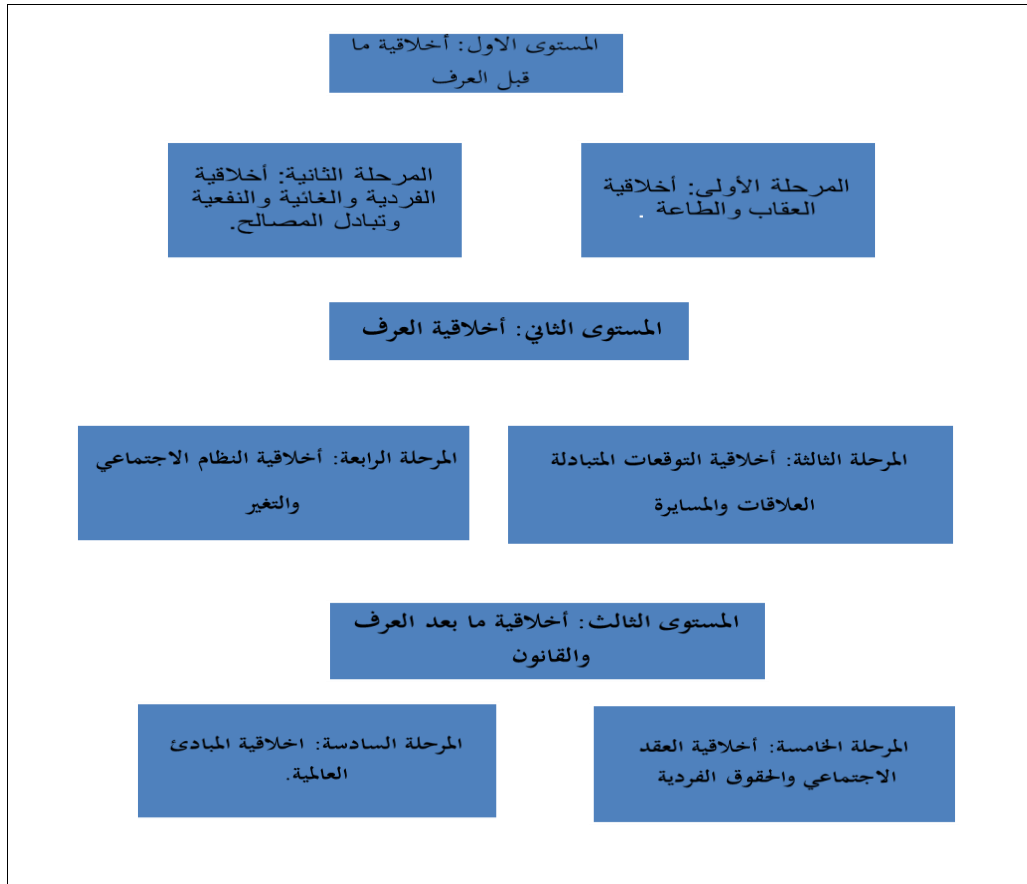 المستوى الاول: أخلاقية ما
قبل العرف
المرحلة الأولى: أخلاقية
العقاب والطاعة .
المرحلة الثانية: أخلاقية
الفردية والغائية والنفعية
وتبادل المصالح.
المستوى الثاني: أخلاقية العرف
المرحلة الثالثة: أخلاقية التوقعات المتبادلة
العلاقات والمسايرة
المرحلة الرابعة: أخلاقية النظام الاجتماعي
والتغير
المستوى الثالث: أخلاقية ما بعد العرف
والقانون
المرحلة الخامسة: أخلاقية العقد
الاجتماعي والحقوق الفردية
المرحلة السادسة: اخلاقية المبادئ
العالمية.